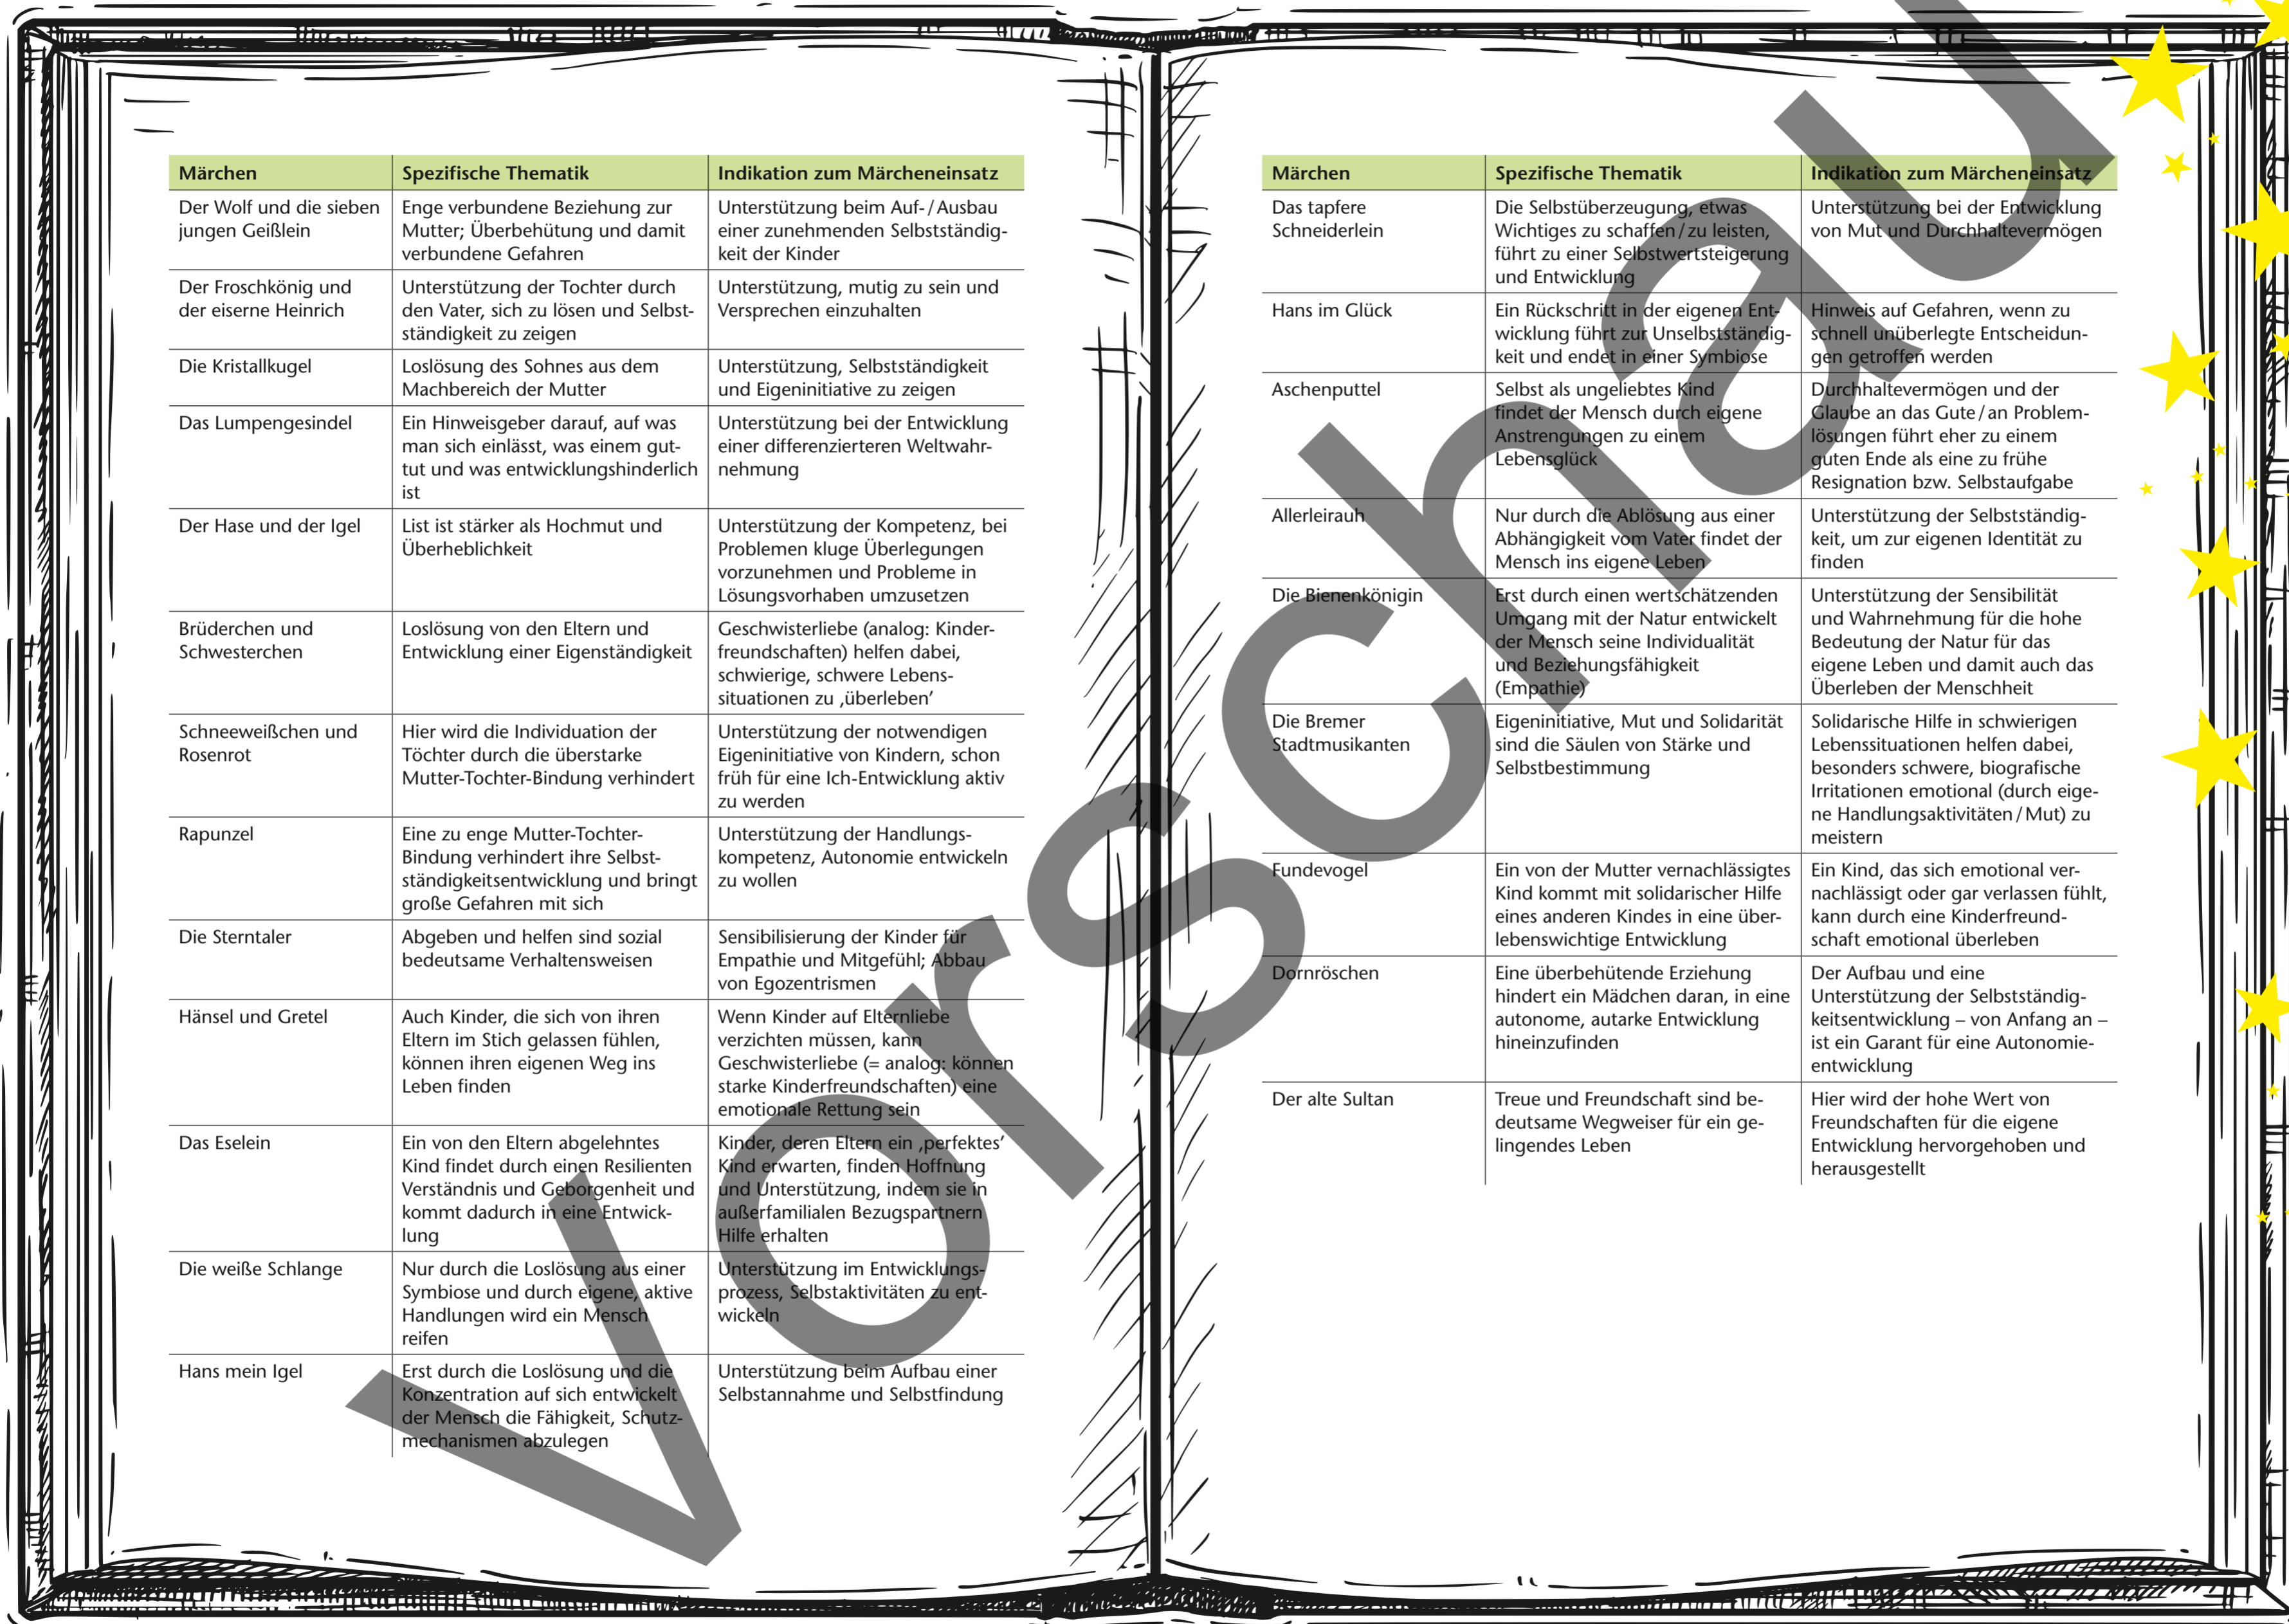 Märchen Spezifische Thematik Indikation zum Märcheneinsatz
Der Wolf und die sieben
jungen Geißlein
Enge verbundene Beziehung zur
Mutter; Überbehütung und damit
verbundene Gefahren
Unterstützung beim Auf-/Ausbau
einer zunehmenden Selbstständig-
keit der Kinder
Der Froschkönig und
der eiserne Heinrich
Unterstützung der Tochter durch
den Vater, sich zu lösen und Selbst-
ständigkeit zu zeigen
Unterstützung, mutig zu sein und
Versprechen einzuhalten
Die Kristallkugel
Loslösung des Sohnes aus dem
Machbereich der Mutter
Unterstützung, Selbstständigkeit
und Eigeninitiative zu zeigen
Das Lumpengesindel
Ein Hinweisgeber darauf, auf was
man sich einlässt, was einem gut-
tut und was entwicklungshinderlich
ist
Unterstützung bei der Entwicklung
einer differenzierteren Weltwahr-
nehmung
Der Hase und der Igel
List ist stärker als Hochmut und
Überheblichkeit
Unterstützung der Kompetenz, bei
Problemen kluge Überlegungen
vorzunehmen und Probleme in
Lösungsvorhaben umzusetzen
Brüderchen und
Schwesterchen
Loslösung von den Eltern und
Entwicklung einer Eigenständigkeit
Geschwisterliebe (analog: Kinder-
freundschaften) helfen dabei,
schwierige, schwere Lebens-
situationen zu ‚überleben‘
Schneeweißchen und
Rosenrot
Hier wird die Individuation der
Töchter durch die überstarke
Mutter-Tochter-Bindung verhindert
Unterstützung der notwendigen
Eigeninitiative von Kindern, schon
früh für eine Ich-Entwicklung aktiv
zu werden
Rapunzel
Eine zu enge Mutter-Tochter-
Bindung verhindert ihre Selbst-
ständigkeitsentwicklung und bringt
große Gefahren mit sich
Unterstützung der Handlungs-
kompetenz, Autonomie entwickeln
zu wollen
Die Sterntaler
Abgeben und helfen sind sozial
bedeutsame Verhaltensweisen
Sensibilisierung der Kinder für
Empathie und Mitgefühl; Abbau
von Egozentrismen
Hänsel und Gretel
Auch Kinder, die sich von ihren
Eltern im Stich gelassen fühlen,
können ihren eigenen Weg ins
Leben finden
Wenn Kinder auf Elternliebe
verzichten müssen, kann
Geschwisterliebe (= analog: können
starke Kinderfreundschaften) eine
emotionale Rettung sein
Das Eselein
Ein von den Eltern abgelehntes
Kind findet durch einen Resilienten
Verständnis und Geborgenheit und
kommt dadurch in eine Entwick-
lung
Kinder, deren Eltern ein ‚perfektes‘
Kind erwarten, finden Hoffnung
und Unterstützung, indem sie in
außerfamilialen Bezugspartnern
Hilfe erhalten
Die weiße Schlange
Nur durch die Loslösung aus einer
Symbiose und durch eigene, aktive
Handlungen wird ein Mensch
reifen
Unterstützung im Entwicklungs-
prozess, Selbstaktivitäten zu ent-
wickeln
Hans mein Igel
Erst durch die Loslösung und die
Konzentration auf sich entwickelt
der Mensch die Fähigkeit, Schutz-
mechanismen abzulegen
Unterstützung beim Aufbau einer
Selbstannahme und Selbstfindung
Märchen Spezifische Thematik Indikation zum Märcheneinsatz
Das tapfere
Schneiderlein
Die Selbstüberzeugung, etwas
Wichtiges zu schaffen/zu leisten,
führt zu einer Selbstwertsteigerung
und Entwicklung
Unterstützung bei der Entwicklung
von Mut und Durchhaltevermögen
Hans im Glück
Ein Rückschritt in der eigenen Ent-
wicklung führt zur Unselbstständig-
keit und endet in einer Symbiose
Hinweis auf Gefahren, wenn zu
schnell unüberlegte Entscheidun-
gen getroffen werden
Aschenputtel
Selbst als ungeliebtes Kind
findet der Mensch durch eigene
Anstrengungen zu einem
Lebensglück
Durchhaltevermögen und der
Glaube an das Gute/an Problem-
lösungen führt eher zu einem
guten Ende als eine zu frühe
Resignation bzw. Selbstaufgabe
Allerleirauh
Nur durch die Ablösung aus einer
Abhängigkeit vom Vater findet der
Mensch ins eigene Leben
Unterstützung der Selbstständig-
keit, um zur eigenen Identität zu
finden
Die Bienenkönigin
Erst durch einen wertschätzenden
Umgang mit der Natur entwickelt
der Mensch seine Individualität
und Beziehungsfähigkeit
(Empathie)
Unterstützung der Sensibilität
und Wahrnehmung für die hohe
Bedeutung der Natur für das
eigene Leben und damit auch das
Überleben der Menschheit
Die Bremer
Stadtmusikanten
Eigeninitiative, Mut und Solidarität
sind die Säulen von Stärke und
Selbstbestimmung
Solidarische Hilfe in schwierigen
Lebenssituationen helfen dabei,
besonders schwere, biografische
Irritationen emotional (durch eige-
ne Handlungsaktivitäten/Mut) zu
meistern
Fundevogel
Ein von der Mutter vernachlässigtes
Kind kommt mit solidarischer Hilfe
eines anderen Kindes in eine über-
lebenswichtige Entwicklung
Ein Kind, das sich emotional ver-
nachlässigt oder gar verlassen fühlt,
kann durch eine Kinderfreund-
schaft emotional überleben
Dornröschen
Eine überbehütende Erziehung
hindert ein Mädchen daran, in eine
autonome, autarke Entwicklung
hineinzufinden
Der Aufbau und eine
Unterstützung der Selbstständig-
keitsentwicklung – von Anfang an –
ist ein Garant für eine Autonomie-
entwicklung
Der alte Sultan
Treue und Freundschaft sind be-
deutsame Wegweiser für ein ge-
lingendes Leben
Hier wird der hohe Wert von
Freundschaften für die eigene
Entwicklung hervorgehoben und
herausgestellt
Vorschau